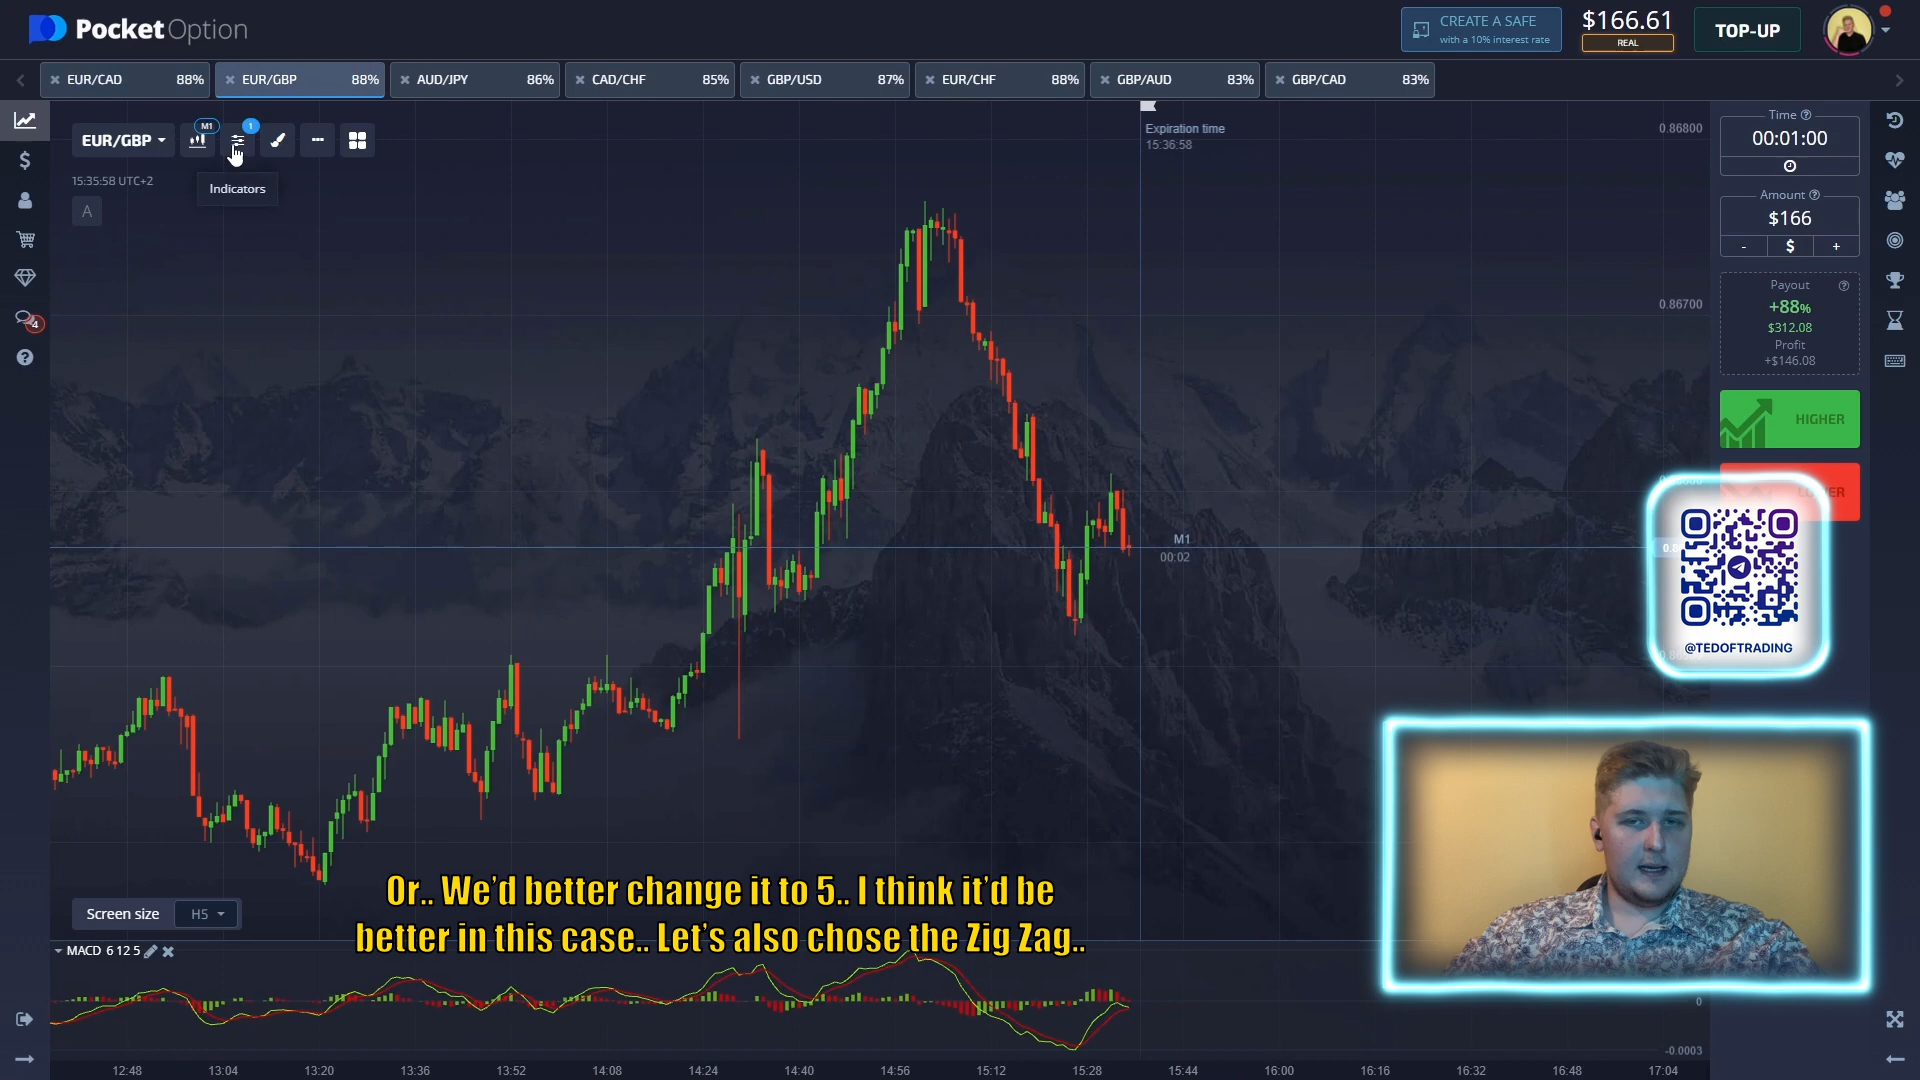 PocketOption
CREATE A SAFE
with a 10% interest rate
$166.61
REAL
TOP-UP
EUR/CAD 88%
EUR/GBP 88%
AUD/JPY 86%
CAD/CHF 85%
GBP/USD 87%
EUR/CHF 88%
GBP/AUD 83%
GBP/CAD 83%
EUR/GBP
M1
1
15:35:58 UTC+2
Indicators
A
Expiration time
15:36:58
0.86800
0.86700
M1
00:02
Time
00:01:00
Amount
$166
- $ +
Payout
+88%
$312.08
Profit
+$146.08
HIGHER
4
@TEDOFTRADING
Or.. We'd better change it to 5.. I think it'd be
better in this case.. Let's also chose the Zig Zag..
Screen size H5
MACD 6 12 5
0
-0.0003
12:48 13:04 13:20 13:36 13:52 14:08 14:24 14:40 14:56 15:12 15:28 15:44 16:00 16:16 16:32 16:48 17:04